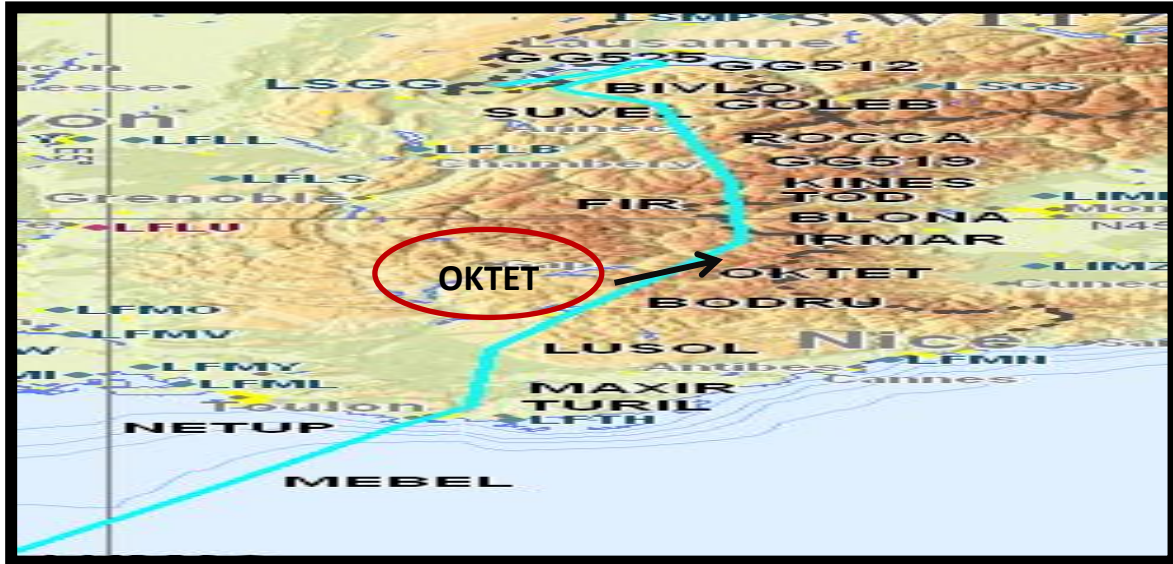 LSMP
Lausanne
GG525
GG512
LSGG
BIVLO
LSGS
SUVEL
GOLEB
Annecy
ROCCA
LFLL
LFLB
Chambery
GG519
LFLS
KINES
Grenoble
FIR
TOD
LFLU
BLONA
IRMAR
OKTET
OKTET
LIMZ
Cuneo
BODRU
LFMO
LFMV
LUSOL
Nice
LFMN
LFMY
Antibes
Cannes
LFML
MAXIR
Toulon
TURIL
LFTH
NETUP
MEBEL